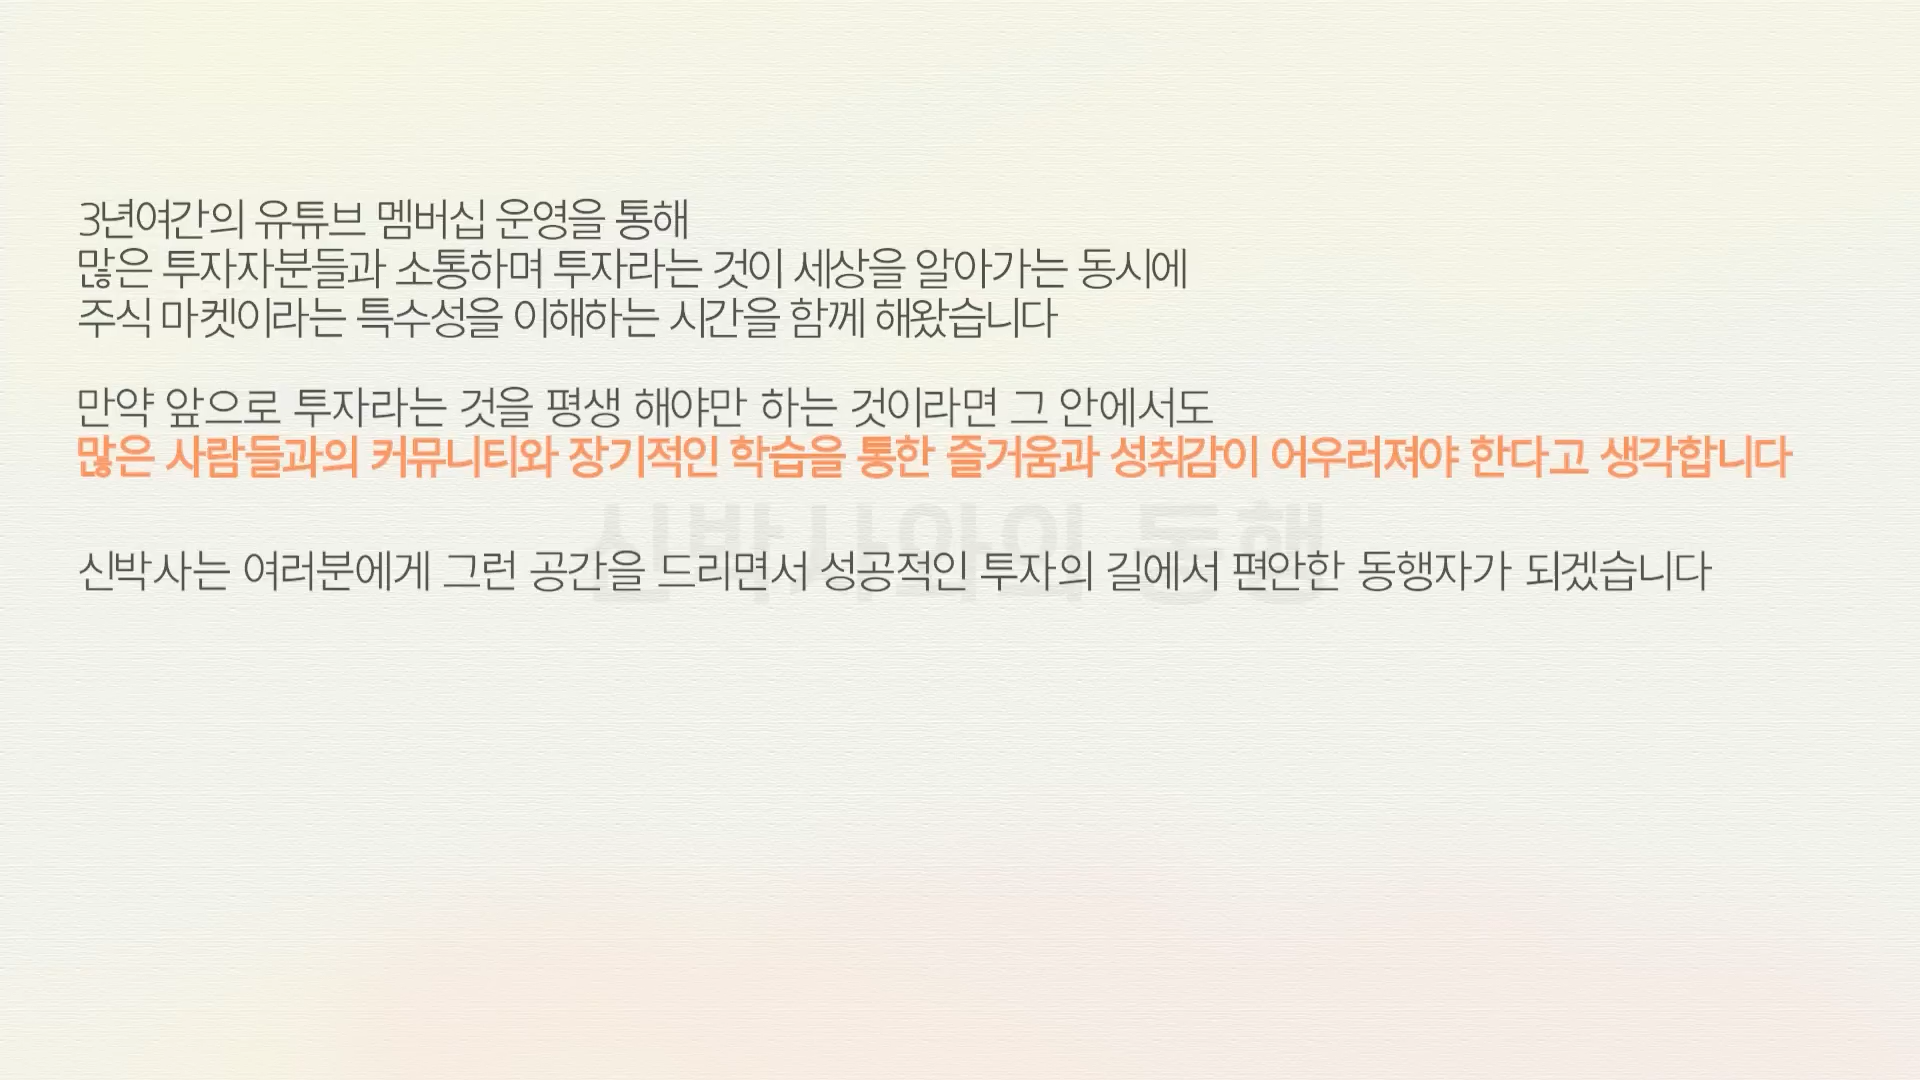 3년여간의 유튜브 멤버십 운영을 통해
많은 투자자분들과 소통하며 투자라는 것이 세상을 알아가는 동시에
주식 마켓이라는 특수성을 이해하는 시간을 함께 해왔습니다
만약 앞으로 투자라는 것을 평생 해야만 하는 것이라면 그 안에서도
많은 사람들과의 커뮤니티와 장기적인 학습을 통한 즐거움과 성취감이 어우러져야 한다고 생각합니다
신박사와의 동행
신박사는 여러분에게 그런 공간을 드리면서 성공적인 투자의 길에서 편안한 동행자가 되겠습니다